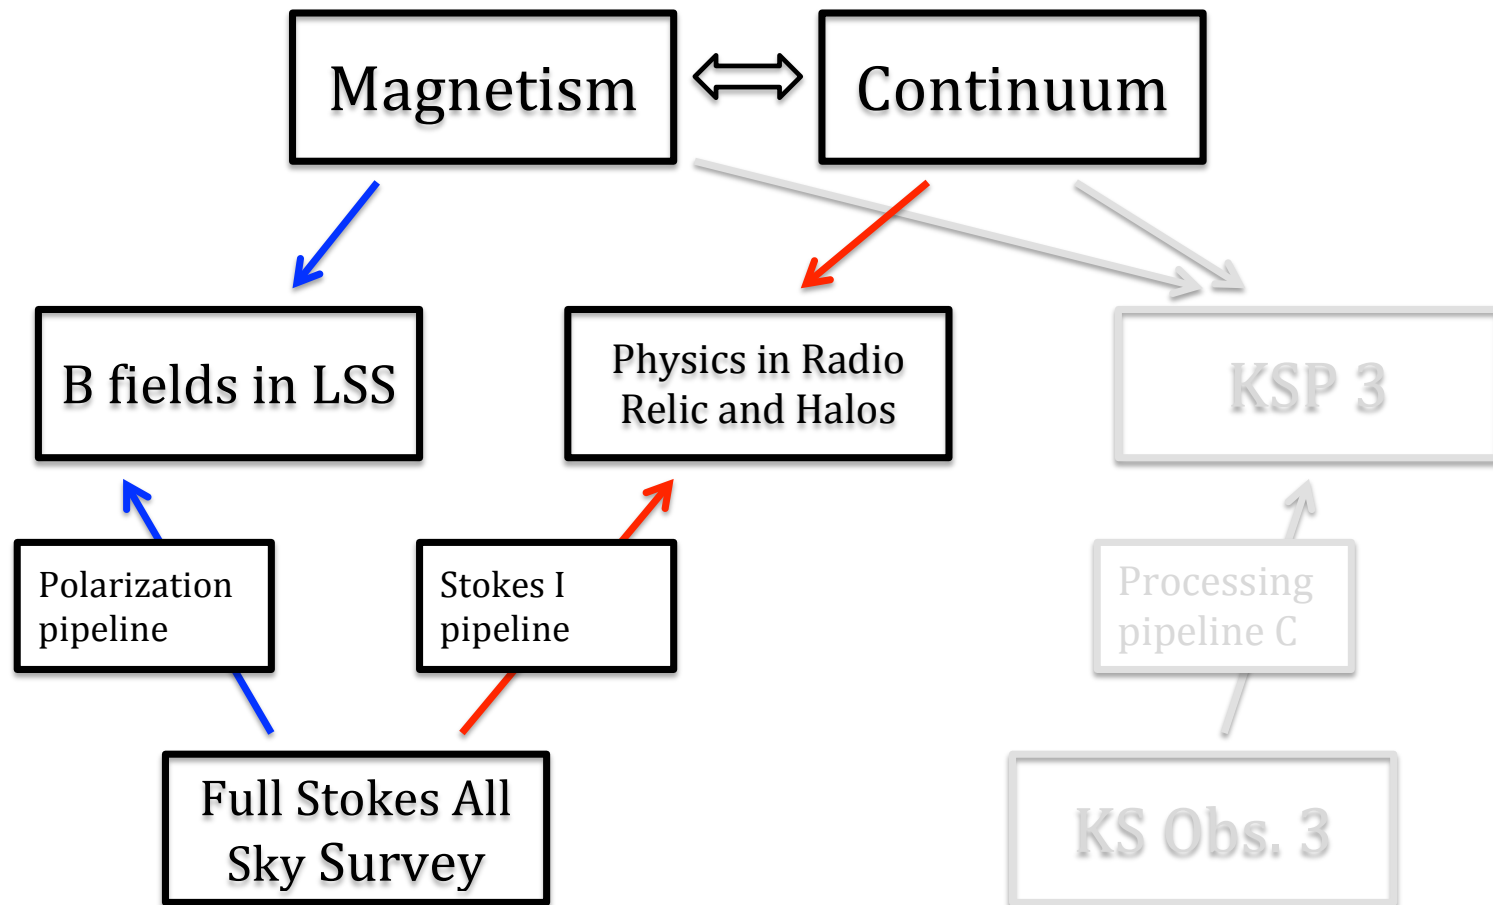 Magnetism
Continuum
B fields in LSS
Physics in Radio
Relic and Halos
KSP 3
Polarization
pipeline
Stokes I
pipeline
Processing
pipeline C
Full Stokes All
Sky Survey
KS Obs. 3